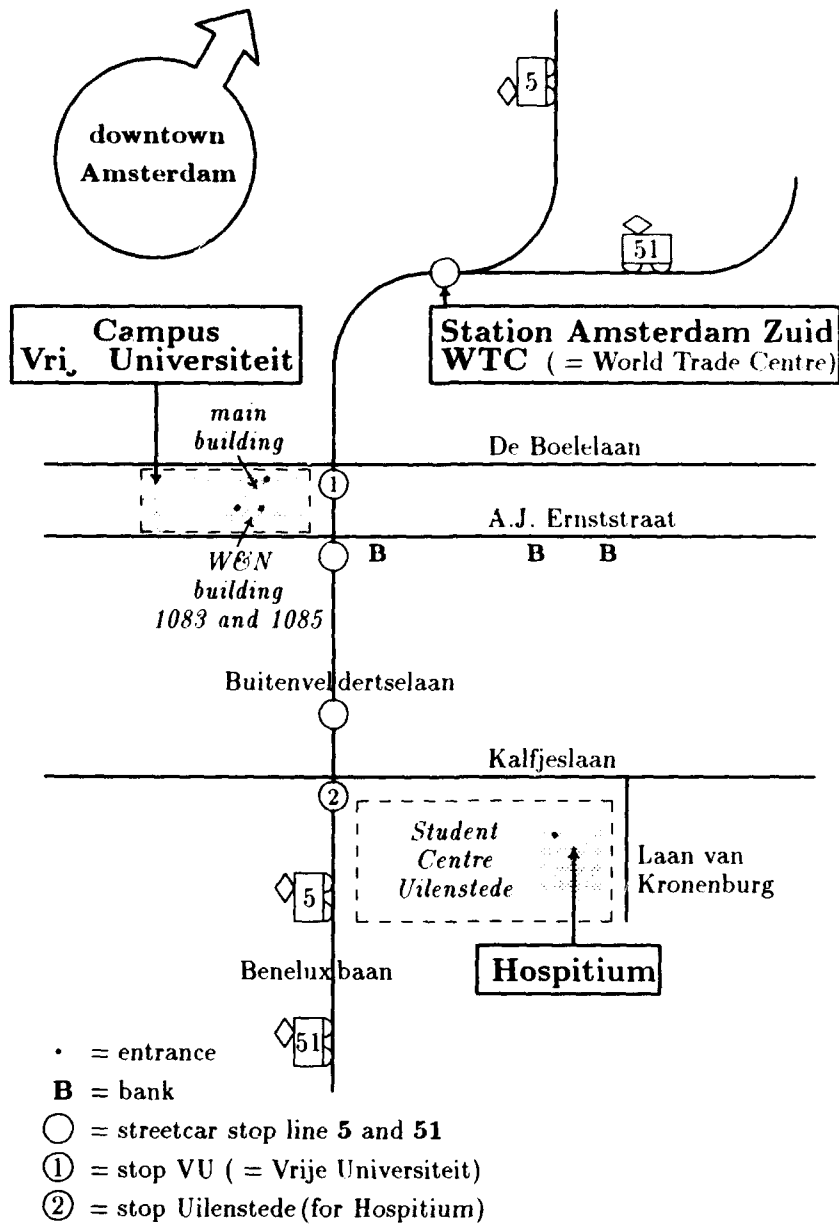 downtown
Amsterdam
5
51
Campus
Vrij Universiteit
Station Amsterdam Zuid
WTC ( = World Trade Centre)
main
building
De Boelelaan
1
A.J. Ernststraat
B B B
W&N
building
1083 and 1085
Buitenveldertselaan
Kalfjeslaan
2
Student
Centre
Uilenstede
Laan van
Kronenburg
5
Hospitium
Beneluxbaan
51
• = entrance
B = bank
= streetcar stop line 5 and 51
1 = stop VU ( = Vrije Universiteit)
2 = stop Uilenstede (for Hospitium)